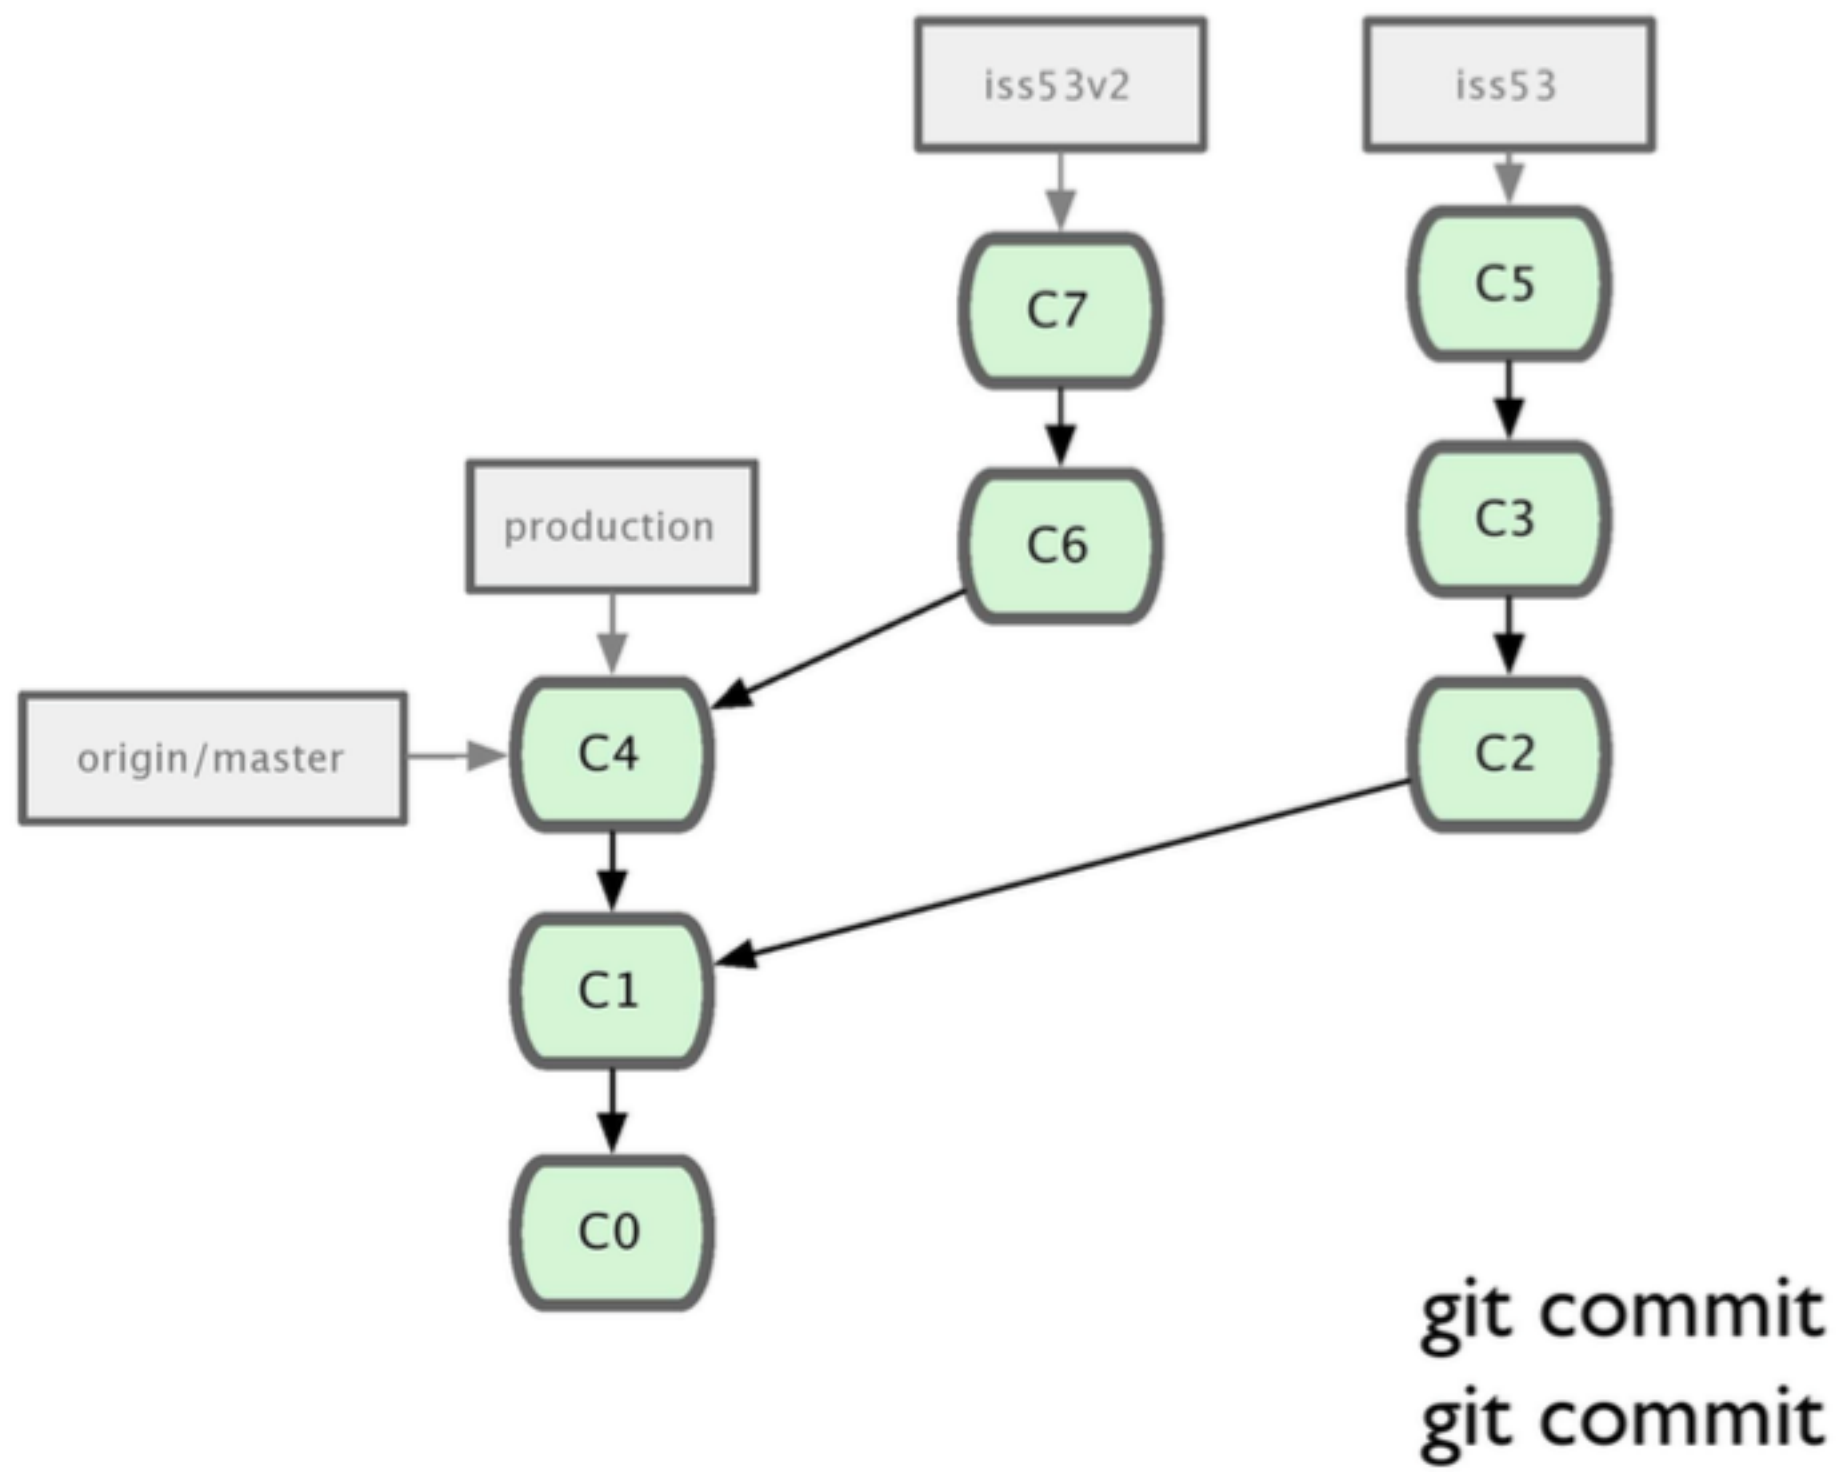 iss53v2
iss53
C7
C5
C6
C3
production
origin/master
C4
C2
C1
C0
git commit
git commit